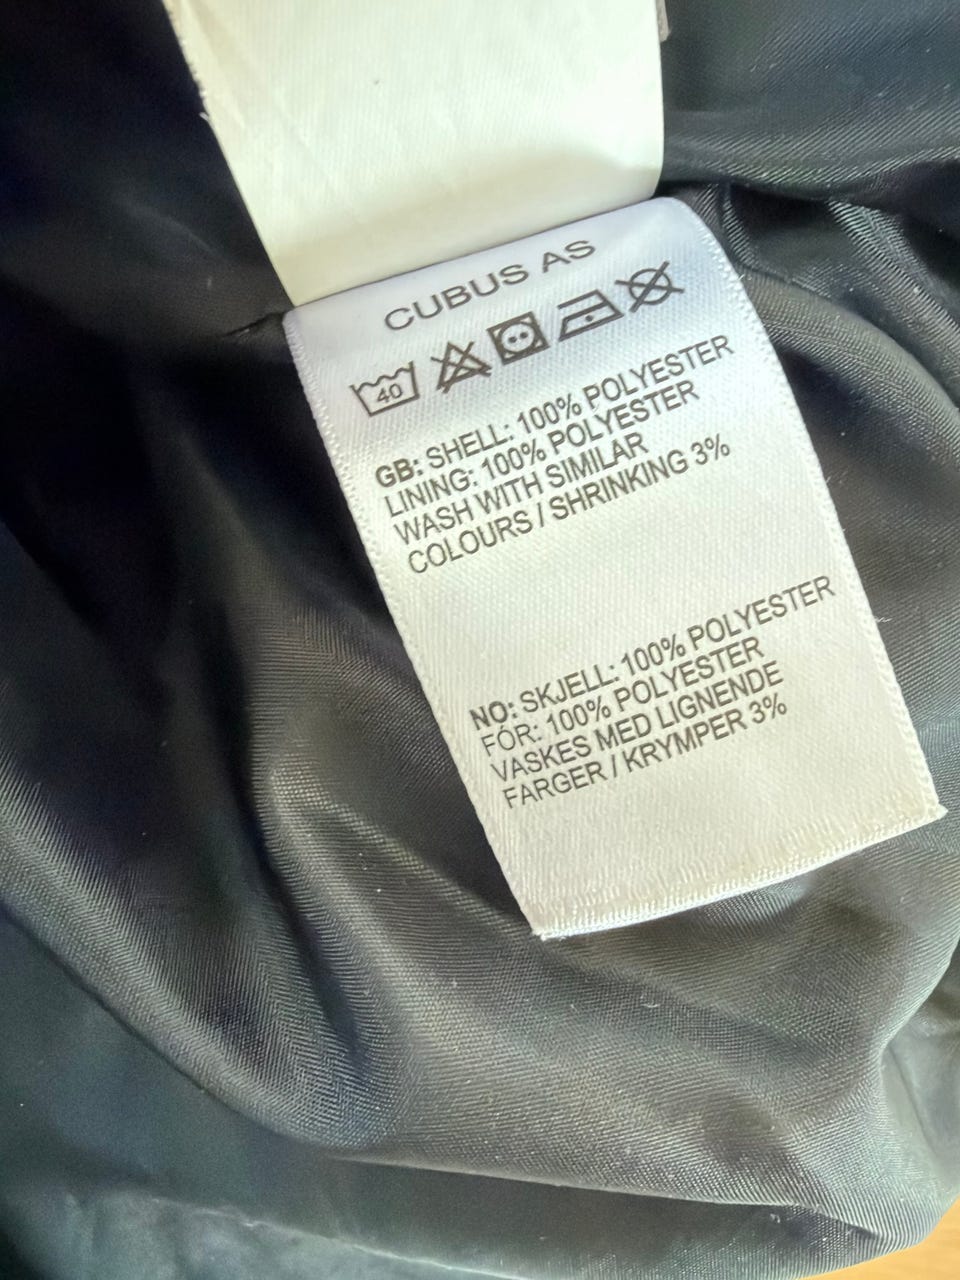 CUBUS AS
40
GB: SHELL: 100% POLYESTER
LINING: 100% POLYESTER
WASH WITH SIMILAR
COLOURS / SHRINKING 3%
NO: SKJELL: 100% POLYESTER
FÓR: 100% POLYESTER
VASKES MED LIGNENDE
FARGER / KRYMPER 3%